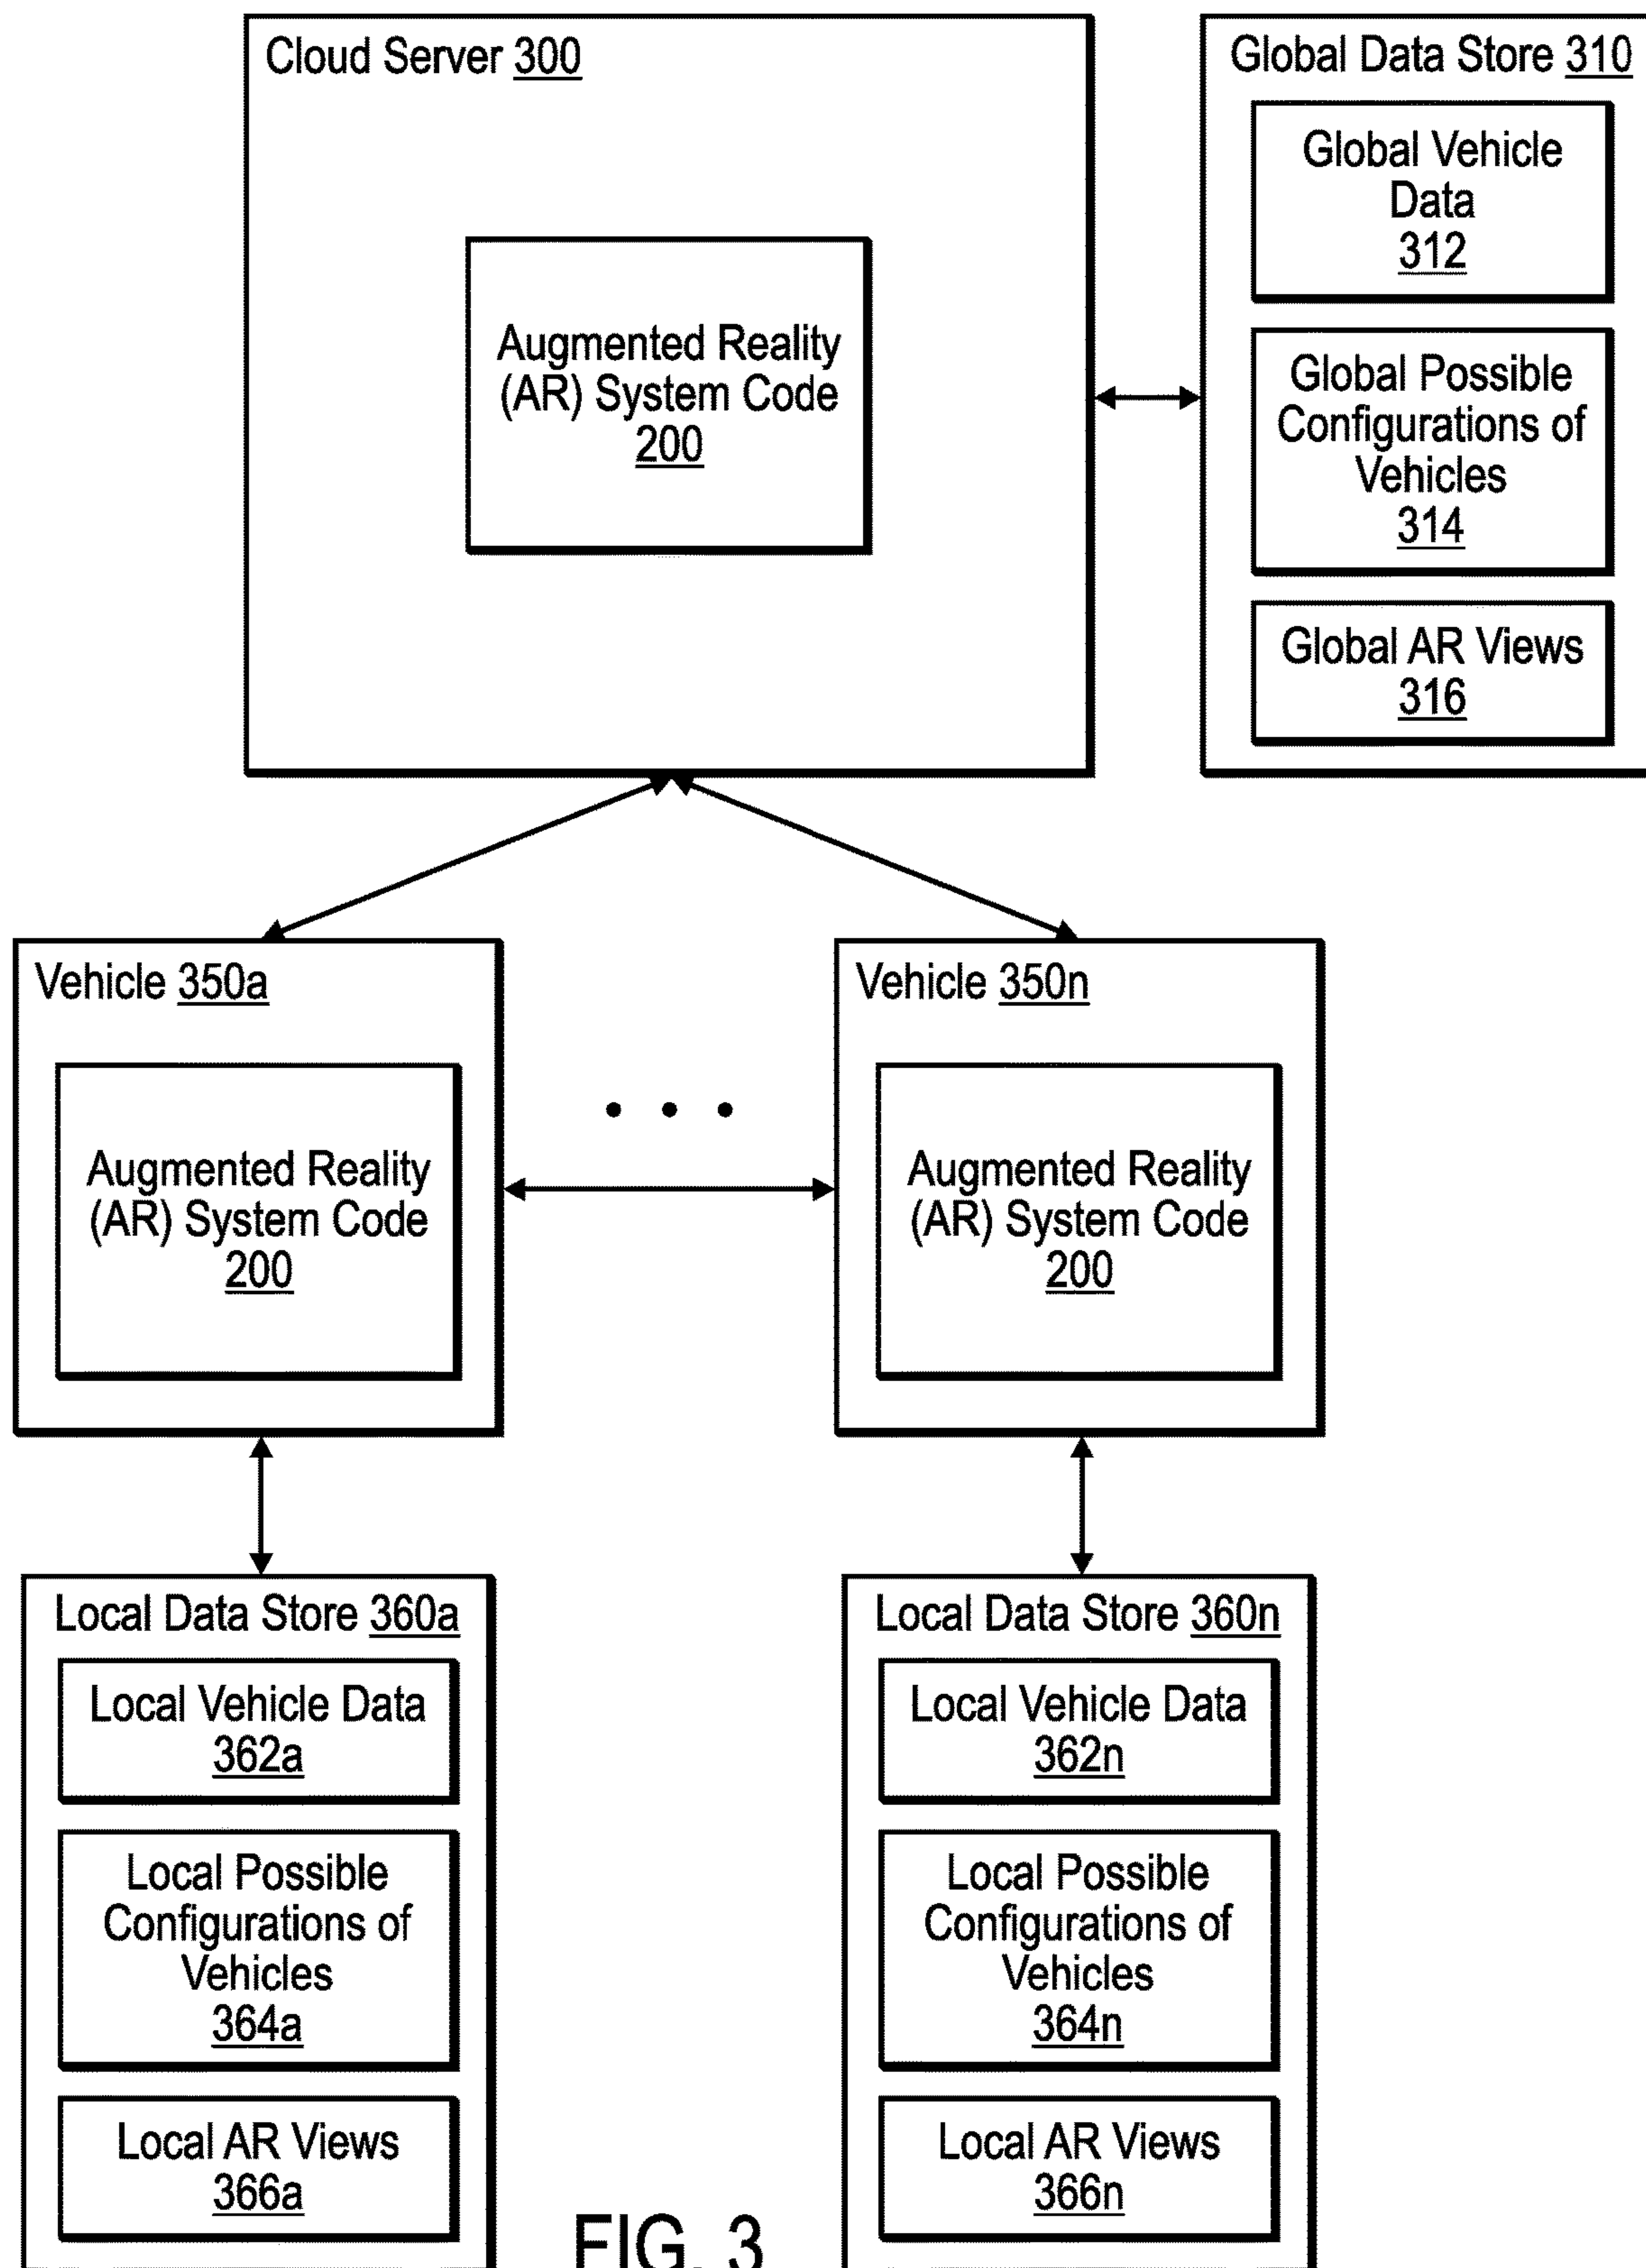 Cloud Server 300
Augmented Reality
(AR) System Code
200
Global Data Store 310
Global Vehicle
Data
312
Global Possible
Configurations of
Vehicles
314
Global AR Views
316
Vehicle 350a
Augmented Reality
(AR) System Code
200
. . .
Vehicle 350n
Augmented Reality
(AR) System Code
200
Local Data Store 360a
Local Vehicle Data
362a
Local Possible
Configurations of
Vehicles
364a
Local AR Views
366a
Local Data Store 360n
Local Vehicle Data
362n
Local Possible
Configurations of
Vehicles
364n
Local AR Views
366n
FIG. 3